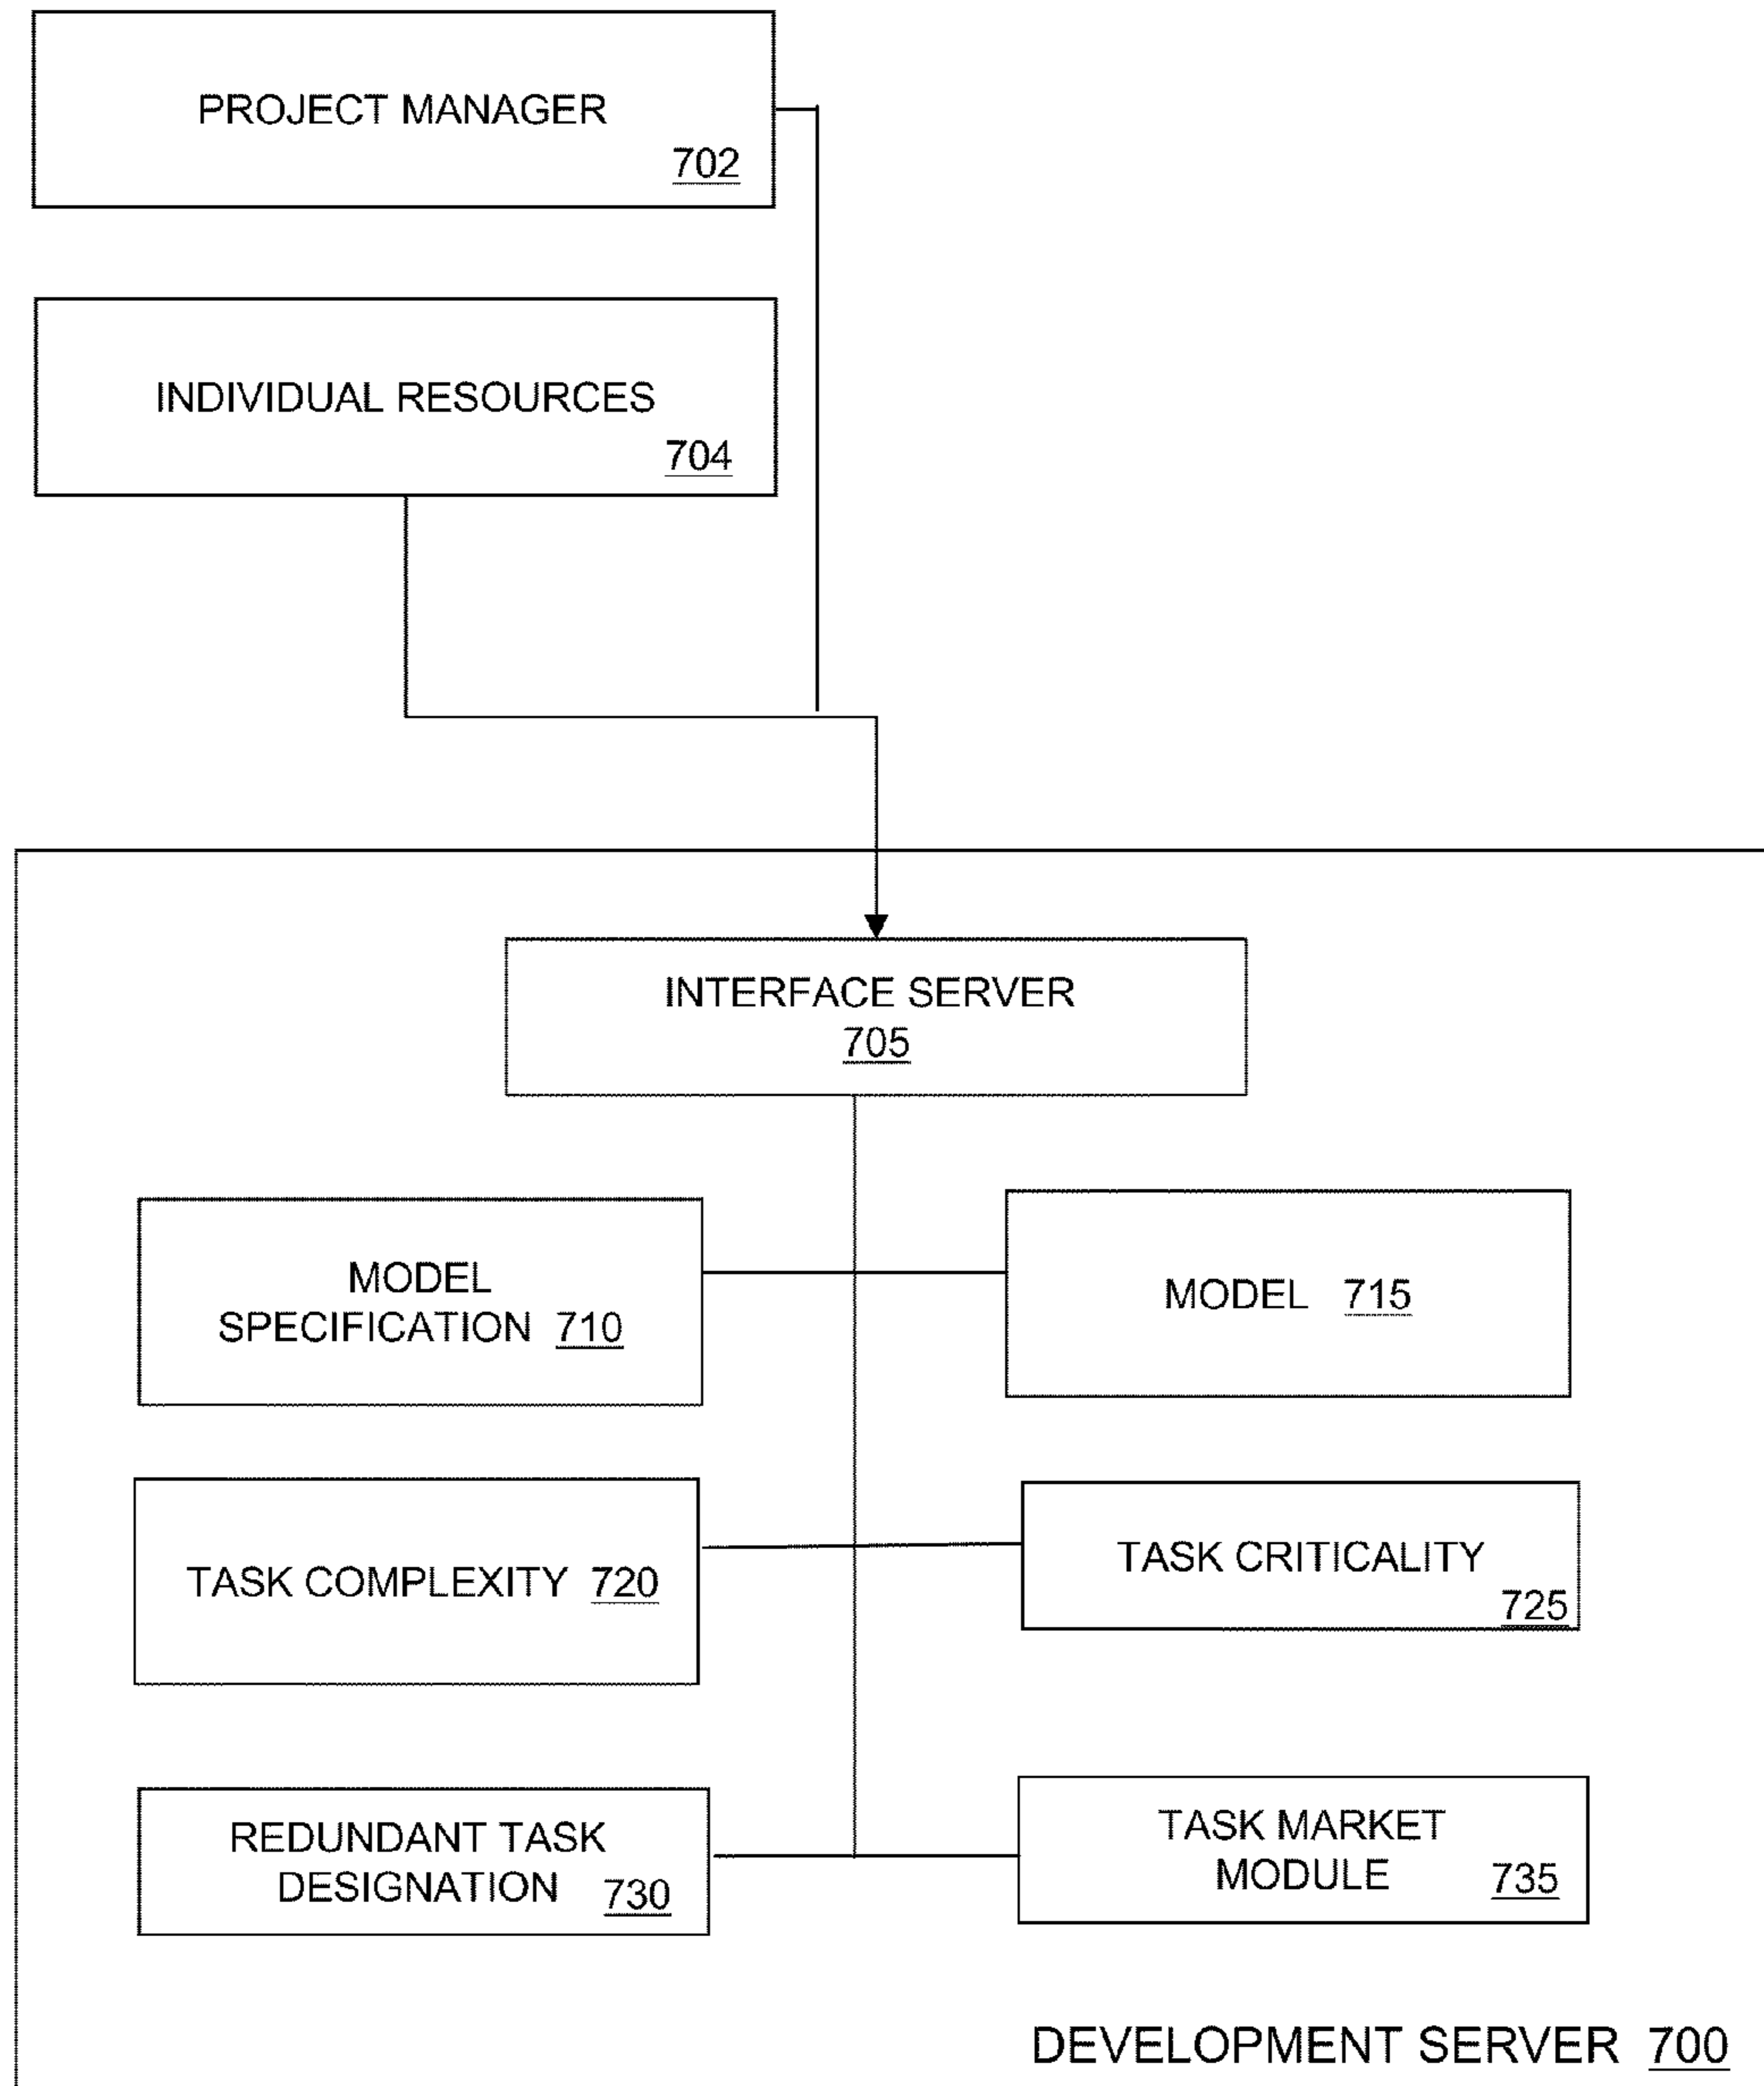 PROJECT MANAGER
702
INDIVIDUAL RESOURCES
704
INTERFACE SERVER
705
MODEL
SPECIFICATION 710
MODEL 715
TASK COMPLEXITY 720
TASK CRITICALITY
725
REDUNDANT TASK
DESIGNATION 730
TASK MARKET
MODULE 735
DEVELOPMENT SERVER 700